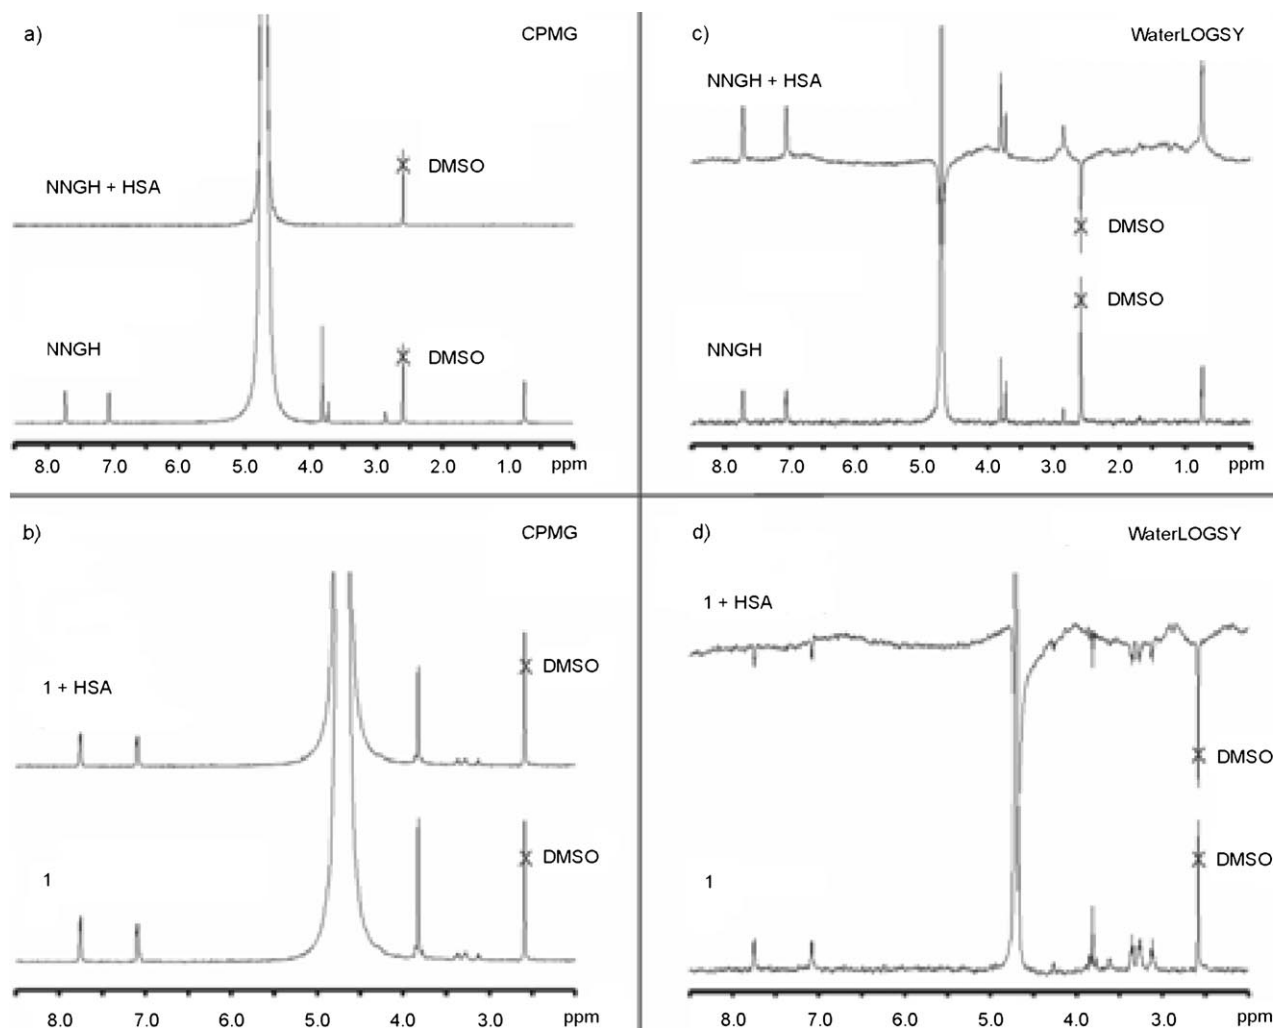 a)
CPMG
NNGH + HSA
DMSO
NNGH
DMSO
8.0 7.0 6.0 5.0 4.0 3.0 2.0 1.0 ppm
c)
WaterLOGSY
NNGH + HSA
DMSO
DMSO
NNGH
8.0 7.0 6.0 5.0 4.0 3.0 2.0 1.0 ppm
b)
CPMG
1 + HSA
DMSO
1
DMSO
8.0 7.0 6.0 5.0 4.0 3.0 ppm
d)
WaterLOGSY
1 + HSA
DMSO
DMSO
1
8.0 7.0 6.0 5.0 4.0 3.0 ppm